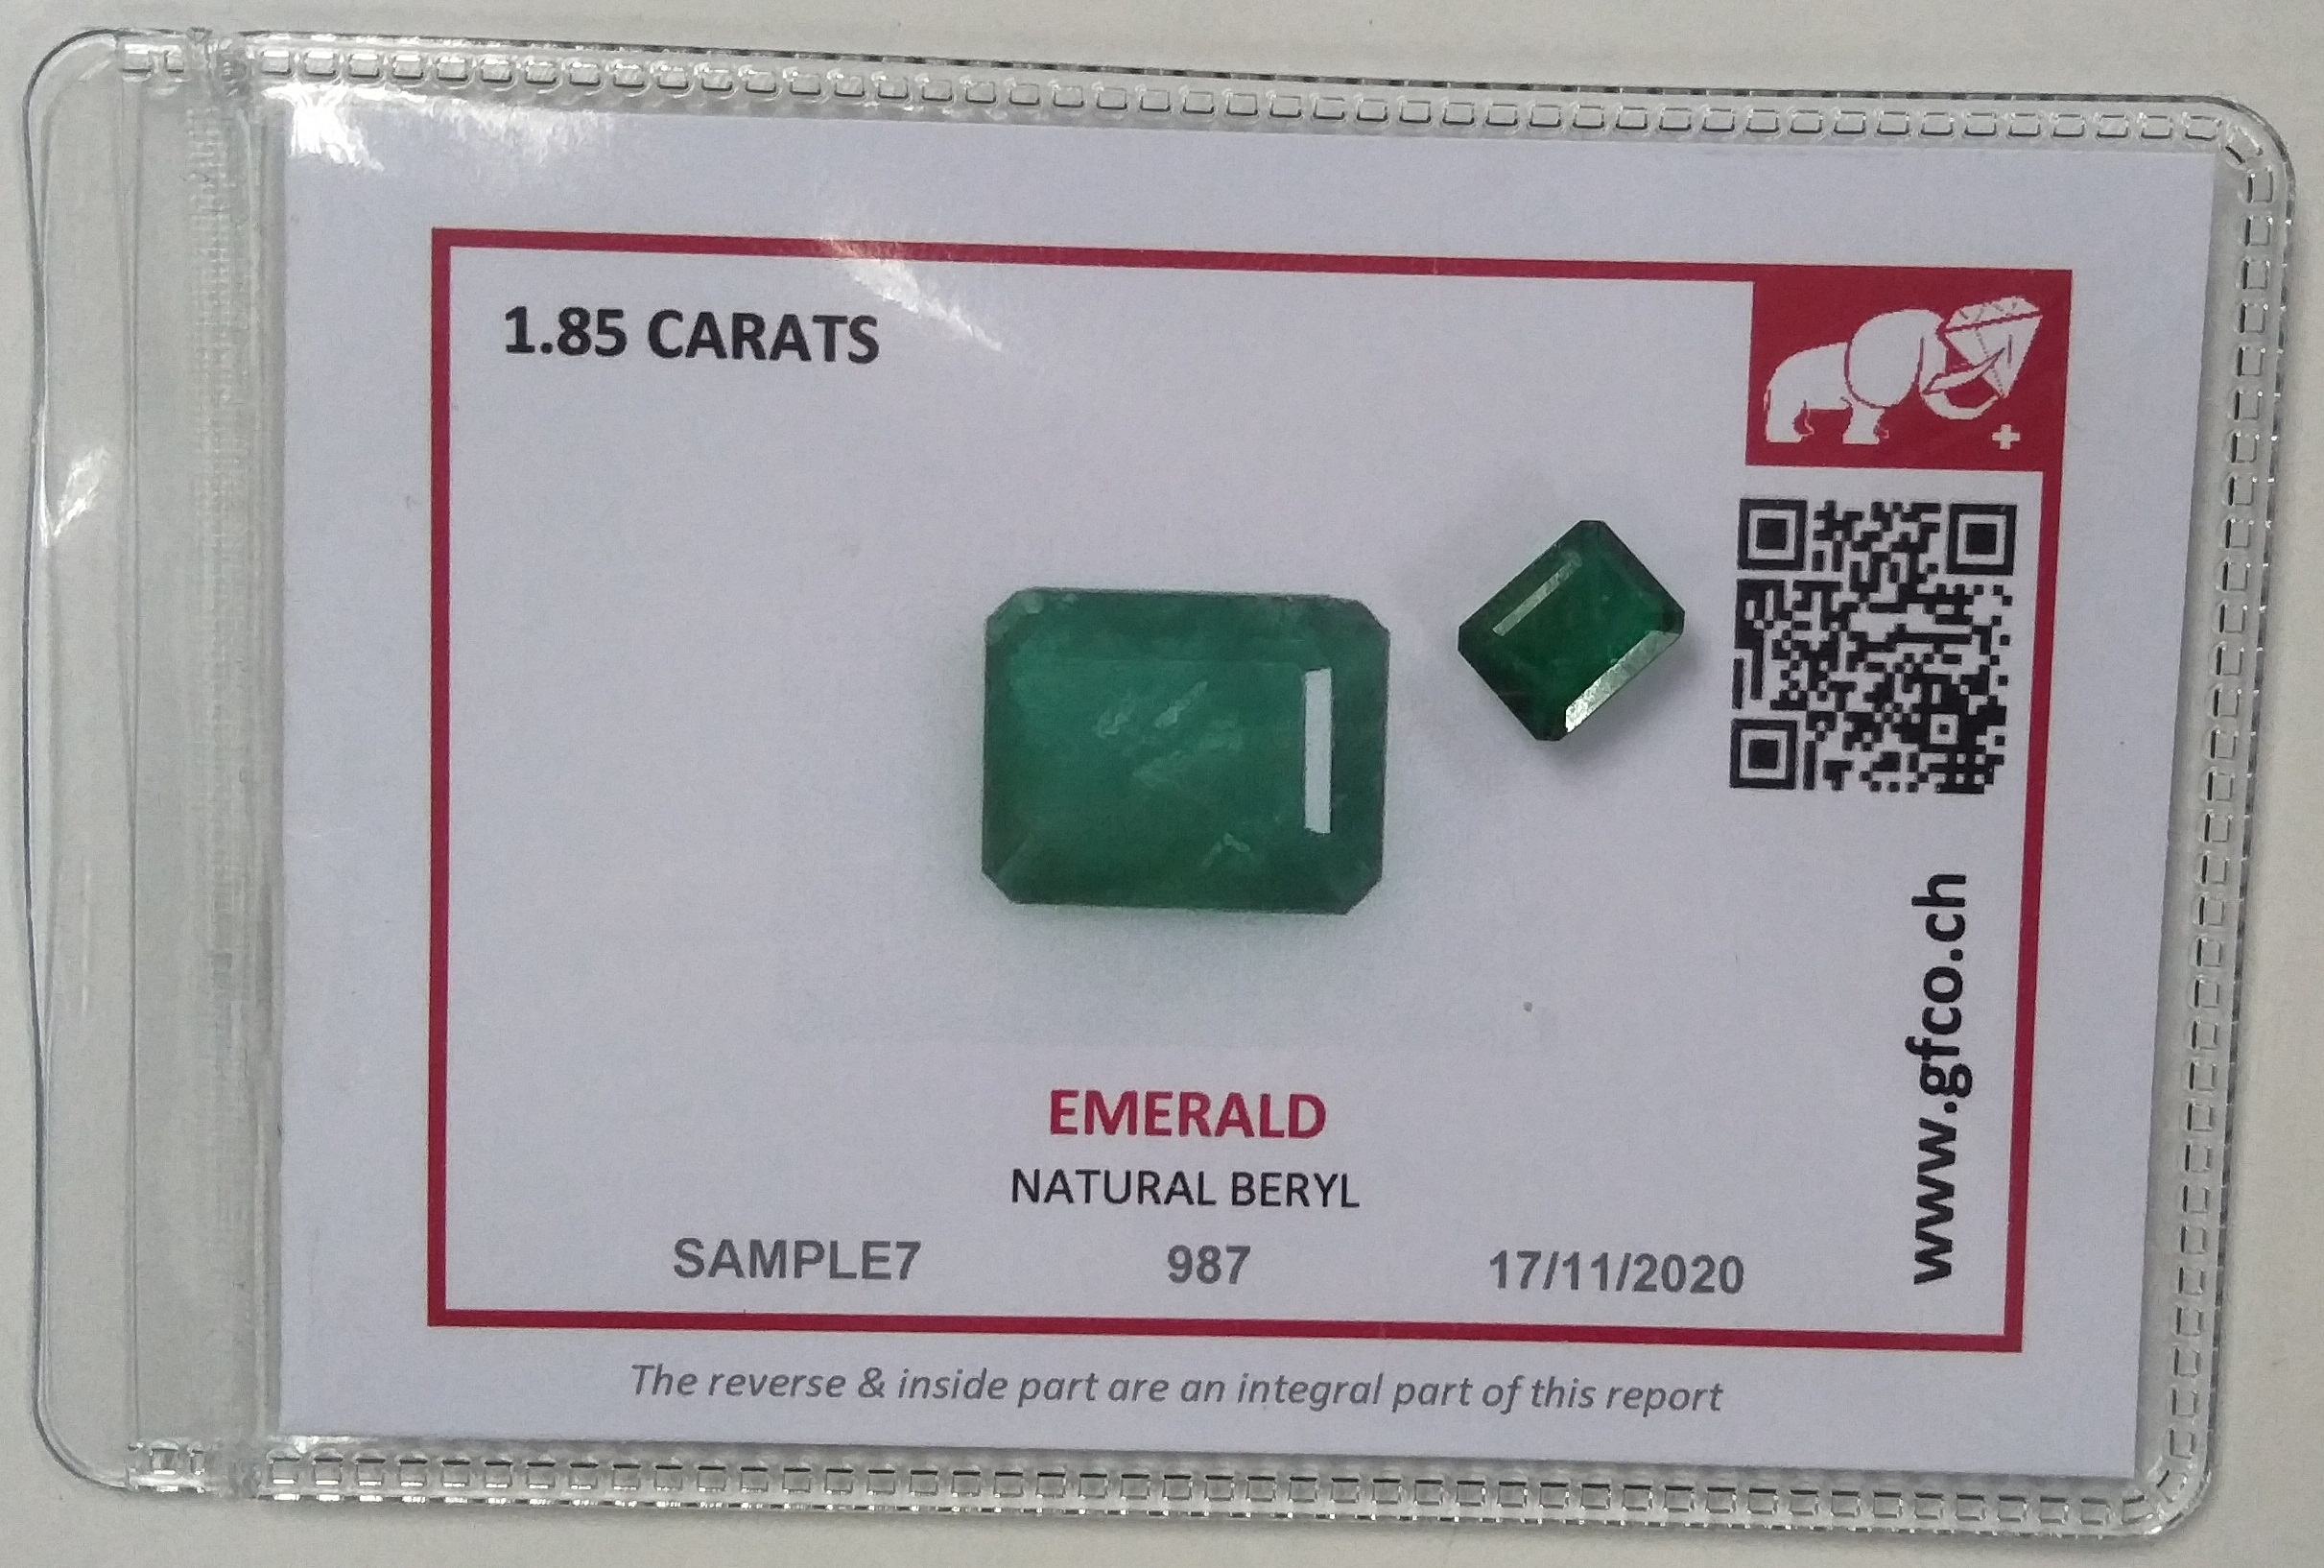 1.85 CARATS
www.gfco.ch
EMERALD
NATURAL BERYL
SAMPLE7 987 17/11/2020
The reverse & inside part are an integral part of this report